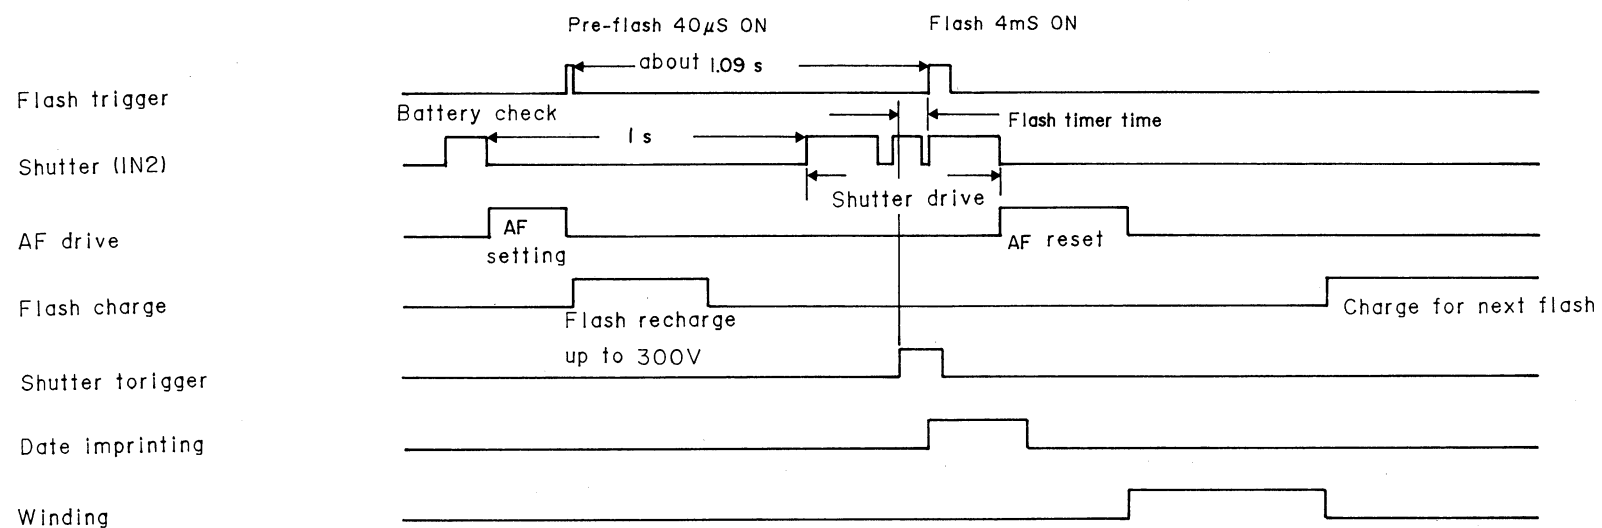 Pre-flash 40µS ON
Flash 4mS ON
about 1.09 s
Flash trigger
Battery check
Flash timer time
1 s
Shutter (IN2)
Shutter drive
AF drive
AF
setting
AF reset
Flash charge
Flash recharge
up to 300V
Charge for next flash
Shutter torigger
Date imprinting
Winding